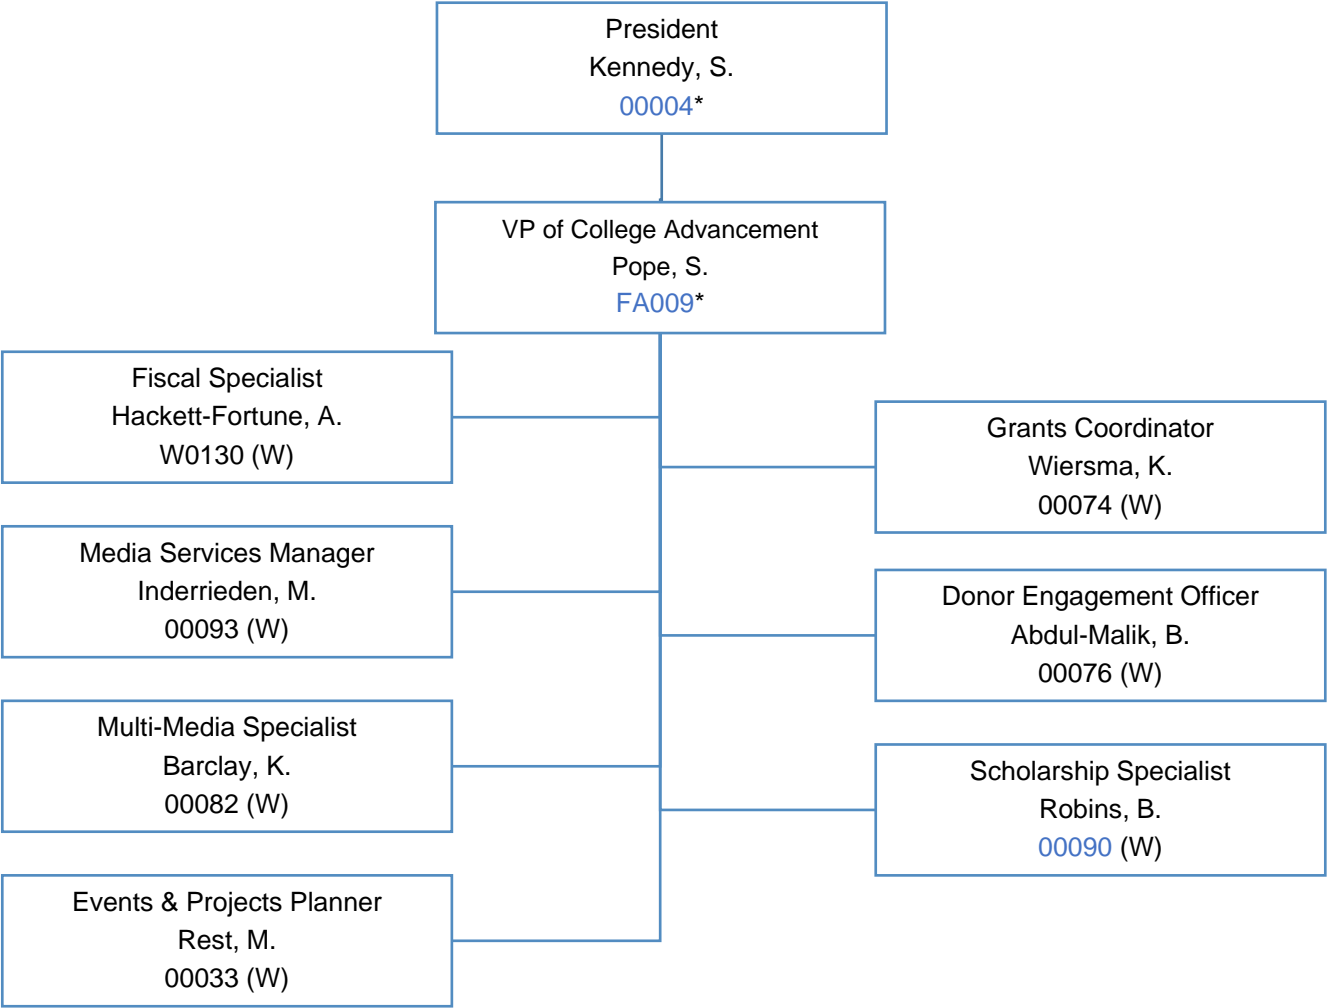 President
Kennedy, S.
00004*
VP of College Advancement
Pope, S.
FA009*
Fiscal Specialist
Hackett-Fortune, A.
W0130 (W)
Media Services Manager
Inderrieden, M.
00093 (W)
Multi-Media Specialist
Barclay, K.
00082 (W)
Events & Projects Planner
Rest, M.
00033 (W)
Grants Coordinator
Wiersma, K.
00074 (W)
Donor Engagement Officer
Abdul-Malik, B.
00076 (W)
Scholarship Specialist
Robins, B.
00090 (W)